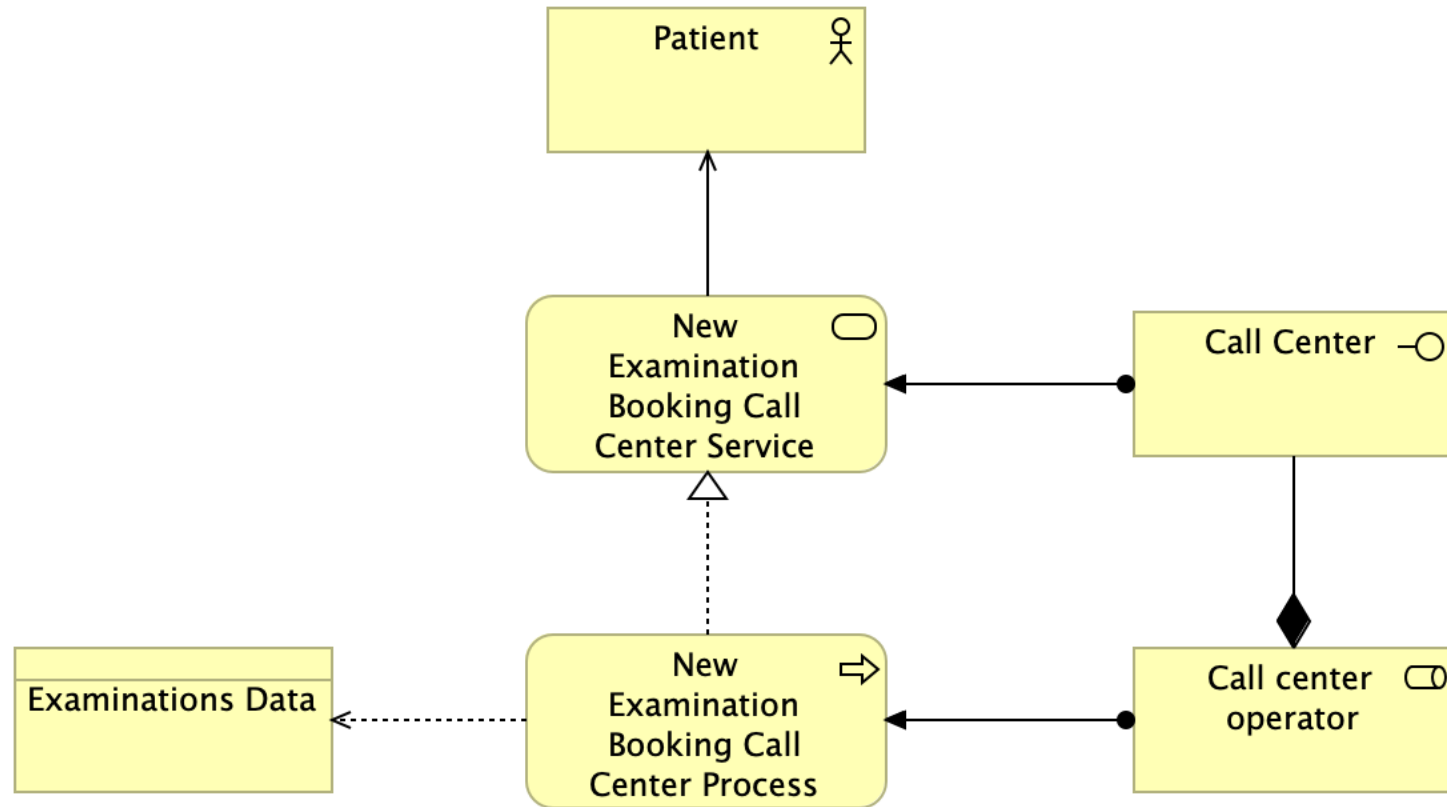 Patient
New
Examination
Booking Call
Center Service
Call Center
Examinations Data
New
Examination
Booking Call
Center Process
Call center
operator